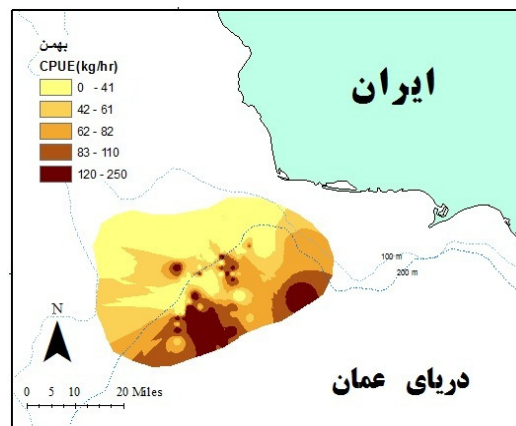 بهمن
CPUE(kg/hr)
0 - 41
42 - 61
62 - 82
83 - 110
120 - 250
ایران
100 m
200 m
N
0 5 10 20 Miles
دریای عمان